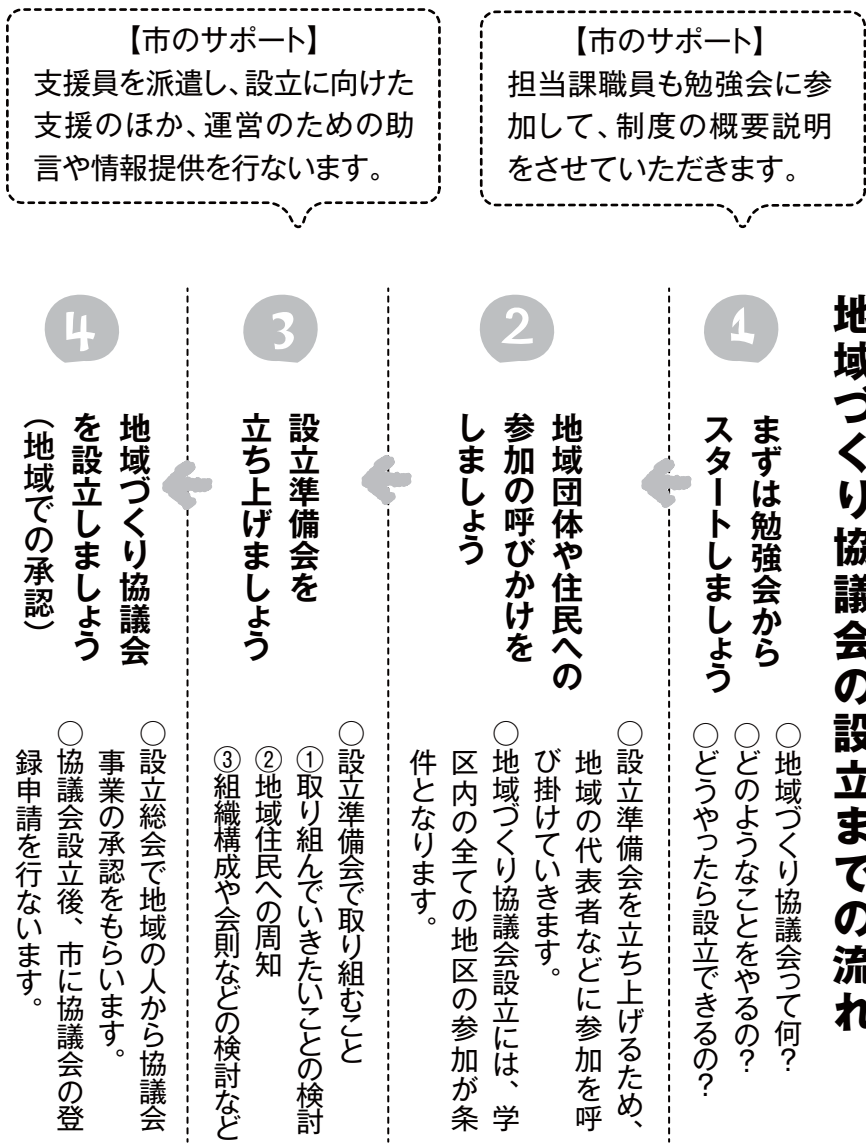 地域づくり協議会の設立までの流れ
【市のサポート】
担当課職員も勉強会に参
加して、制度の概要説明
をさせていただきます。
【市のサポート】
支援員を派遣し、設立に向けた
支援のほか、運営のための助
言や情報提供を行ないます。
1
まずは勉強会から
スタートしましょう
○地域づくり協議会って何？
○どのようなことをやるの？
○どうやったら設立できるの？
2
地域団体や住民への
参加の呼びかけを
しましょう
○設立準備会を立ち上げるため、
地域の代表者などに参加を呼
び掛けていきます。
○地域づくり協議会設立には、学
区内の全ての地区の参加が条
件となります。
3
設立準備会を
立ち上げましょう
○設立準備会で取り組むこと
①取り組んでいきたいことの検討
②地域住民への周知
③組織構成や会則などの検討など
4
地域づくり協議会
を設立しましょう
（地域での承認）
○設立総会で地域の人から協議会
事業の承認をもらいます。
○協議会設立後、市に協議会の登
録申請を行ないます。